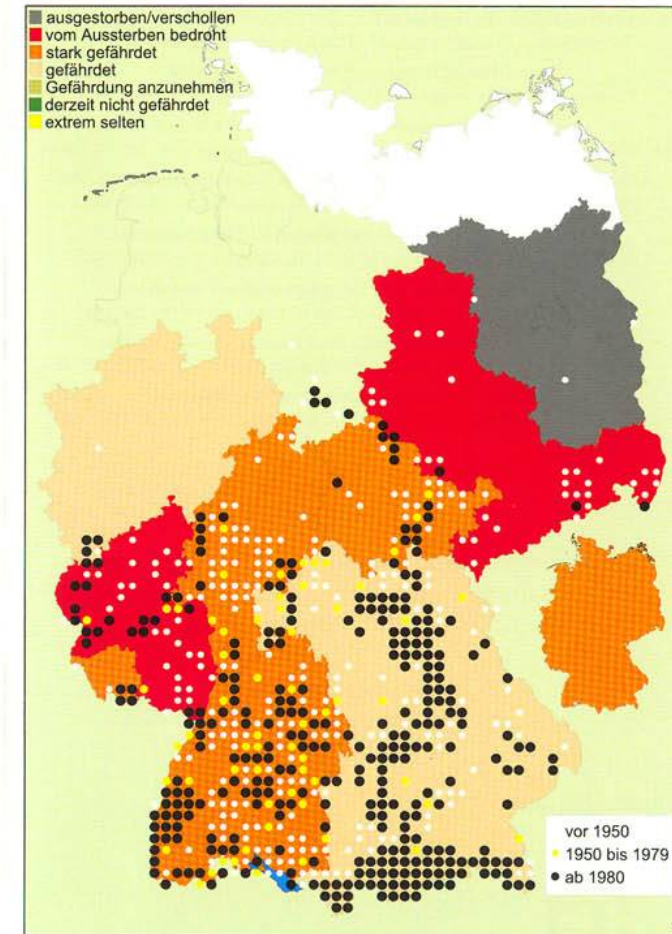 ausgestorben/verschollen
vom Aussterben bedroht
stark gefährdet
gefährdet
Gefährdung anzunehmen
derzeit nicht gefährdet
extrem selten
vor 1950
1950 bis 1979
ab 1980